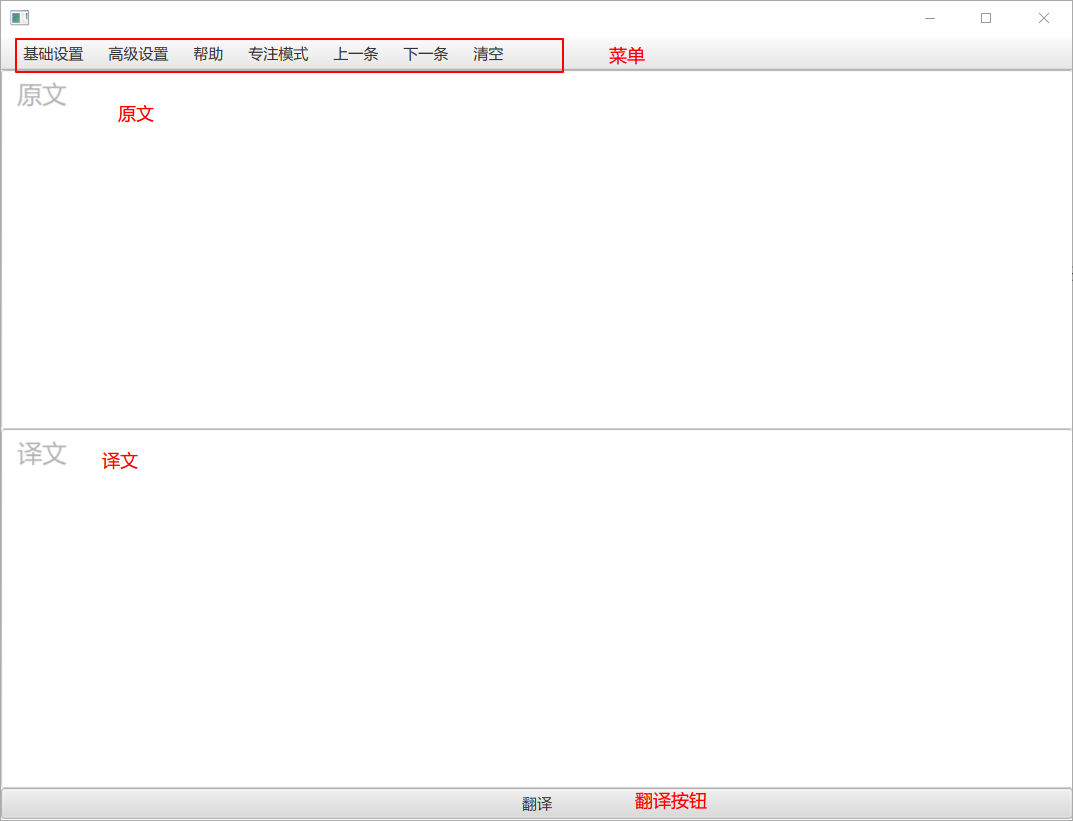 基础设置 高级设置 帮助 专注模式 上一条 下一条 清空 菜单
原文
原文
译文
译文
翻译 翻译按钮